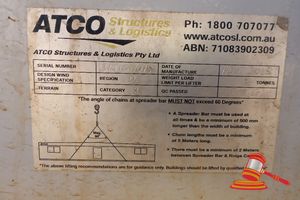 ATCO Structures & Logistics
Ph: 1800 707077
www.atcosl.com.au
ABN: 71083902309
ATCO Structures & Logistics Pty Ltd
SERIAL NUMBER
DATE OF MANUFACTURE
DESIGN WIND SPECIFICATION
REGION
WEIGHT LIMIT PER LIFTER
TONNES
TERRAIN
CATEGORY
QC PASSED
"The angle of chains at spreader bar MUST NOT exceed 60 Degrees"
• A Spreader Bar must be used at
all times & be a minimum of 500 mm
longer than the width of building.
• Chain lengths must be a minimum
of 5 Meters long.
• There must be a minimum of 2 Meters
between Spreader Bar & Ridge
"The above lifting recommendations are for guidance only. Buildings should be lifted by qualified